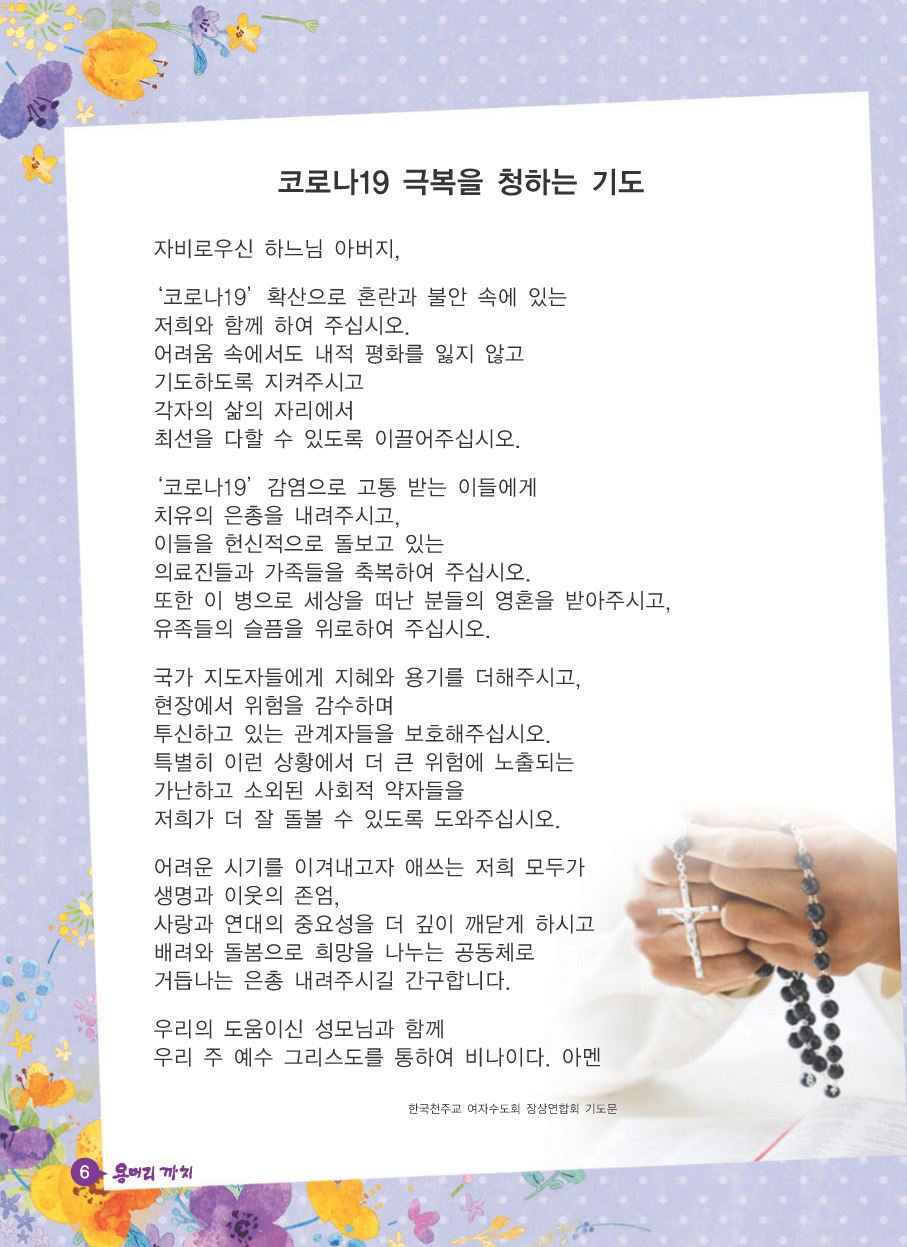 코로나19 극복을 청하는 기도
자비로우신 하느님 아버지,
‘코로나19’ 확산으로 혼란과 불안 속에 있는
저희와 함께 하여 주십시오.
어려움 속에서도 내적 평화를 잃지 않고
기도하도록 지켜주시고
각자의 삶의 자리에서
최선을 다할 수 있도록 이끌어주십시오.
‘코로나19’ 감염으로 고통 받는 이들에게
치유의 은총을 내려주시고,
이들을 헌신적으로 돌보고 있는
의료진들과 가족들을 축복하여 주십시오.
또한 이 병으로 세상을 떠난 분들의 영혼을 받아주시고,
유족들의 슬픔을 위로하여 주십시오.
국가 지도자들에게 지혜와 용기를 더해주시고,
현장에서 위험을 감수하며
투신하고 있는 관계자들을 보호해주십시오.
특별히 이런 상황에서 더 큰 위험에 노출되는
가난하고 소외된 사회적 약자들을
저희가 더 잘 돌볼 수 있도록 도와주십시오.
어려운 시기를 이겨내고자 애쓰는 저희 모두가
생명과 이웃의 존엄,
사랑과 연대의 중요성을 더 깊이 깨닫게 하시고
배려와 돌봄으로 희망을 나누는 공동체로
거듭나는 은총 내려주시길 간구합니다.
우리의 도움이신 성모님과 함께
우리 주 예수 그리스도를 통하여 비나이다. 아멘
한국천주교 여자수도회 장상연합회 기도문
6 용머리 까치